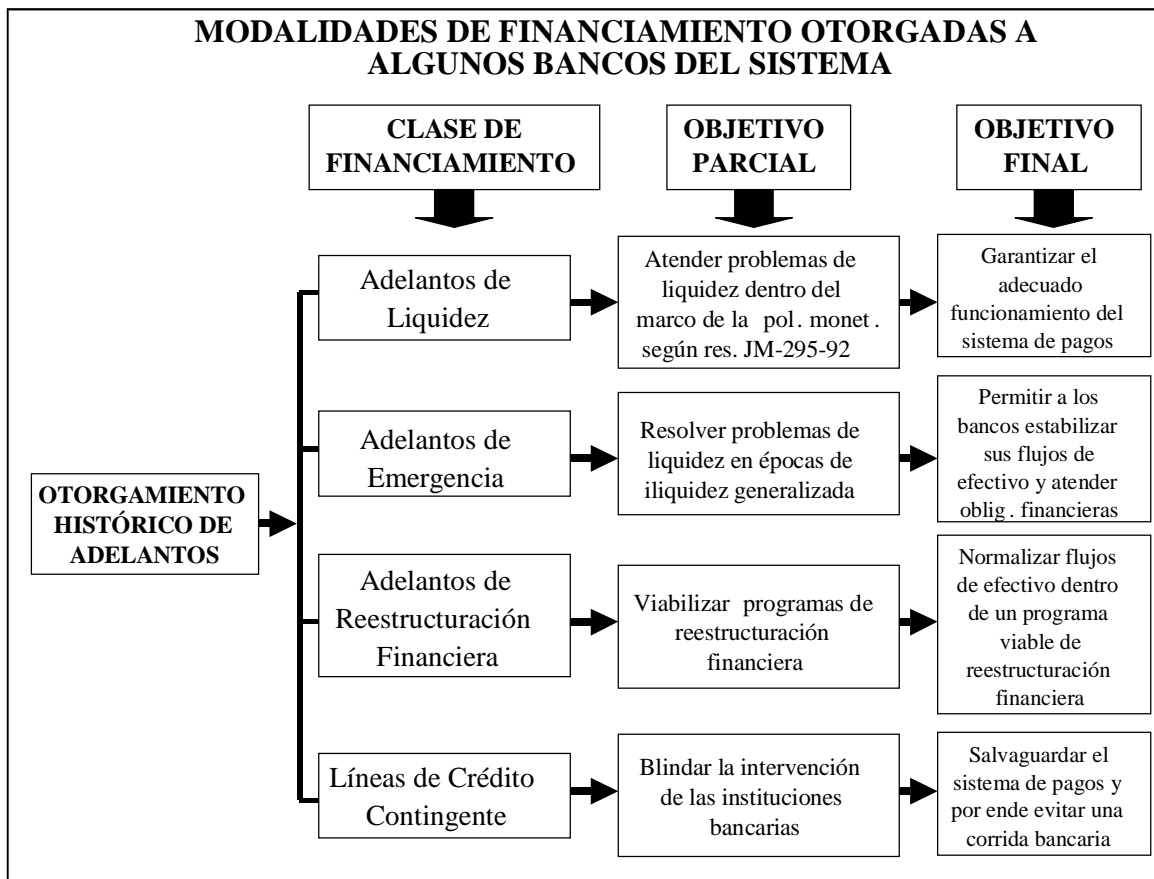 MODALIDADES DE FINANCIAMIENTO OTORGADAS A
ALGUNOS BANCOS DEL SISTEMA
CLASE DE
FINANCIAMIENTO
OBJETIVO
PARCIAL
OBJETIVO
FINAL
OTORGAMIENTO
HISTÓRICO DE
ADELANTOS
Adelantos de
Liquidez
Atender problemas de
liquidez dentro del
marco de la pol. monet.
según res. JM-295-92
Garantizar el
adecuado
funcionamiento del
sistema de pagos
Adelantos de
Emergencia
Resolver problemas de
liquidez en épocas de
iliquidez generalizada
Permitir a los
bancos estabilizar
sus flujos de
efectivo y atender
oblig. financieras
Adelantos de
Reestructuración
Financiera
Viabilizar programas de
reestructuración
financiera
Normalizar flujos
de efectivo dentro
de un programa
viable de
reestructuración
financiera
Líneas de Crédito
Contingente
Blindar la intervención
de las instituciones
bancarias
Salvaguardar el
sistema de pagos y
por ende evitar una
corrida bancaria